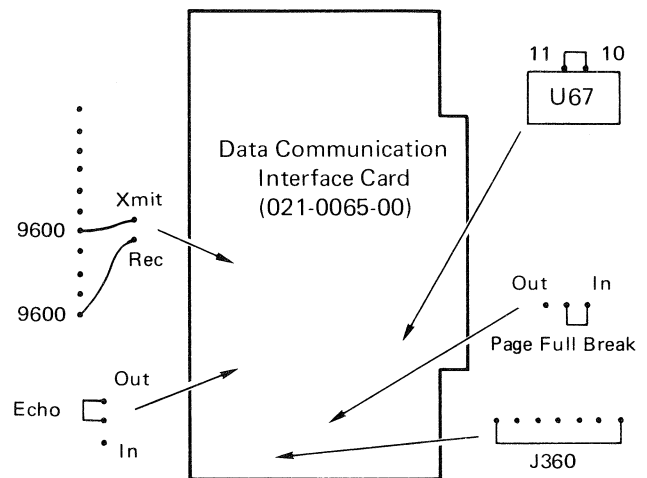 11 10
U67
Data Communication
Interface Card
(021-0065-00)
Xmit
9600
Rec
9600
Out In
Page Full Break
Out
Echo
In
J360